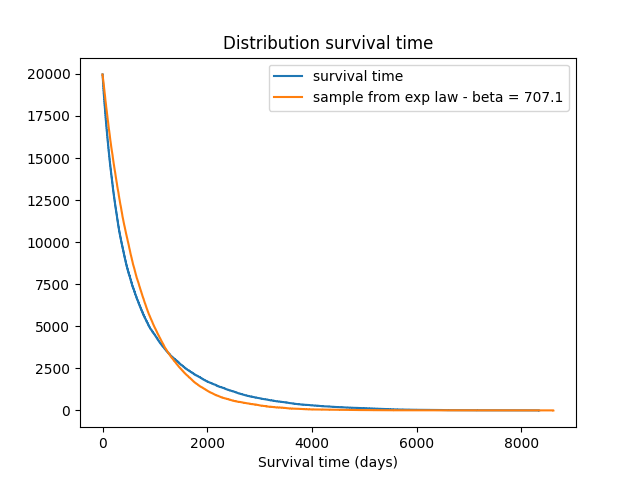 Distribution survival time
survival time
sample from exp law - beta = 707.1
20000
17500
15000
12500
10000
7500
5000
2500
0
0 2000 4000 6000 8000
Survival time (days)